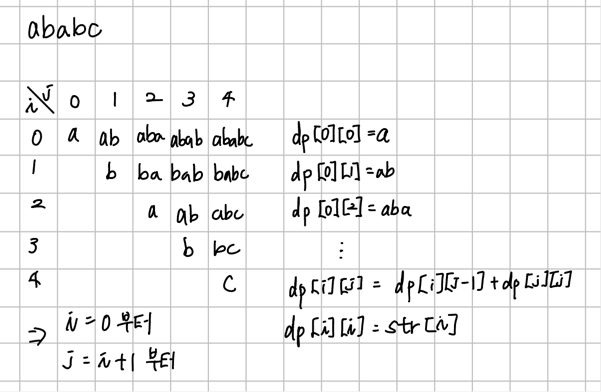 ababc
i\j 0 1 2 3 4
0 a ab aba abab ababc dp[0][0]=a
1 b ba bab babc dp[0][1]=ab
2 a ab abc dp[0][2]=aba
3 b bc ⋮
4 c dp[i][j] = dp[i][j-1]+dp[j][j]
⇒ i=0 부터 dp[i][i]=str[i]
j=i+1 부터